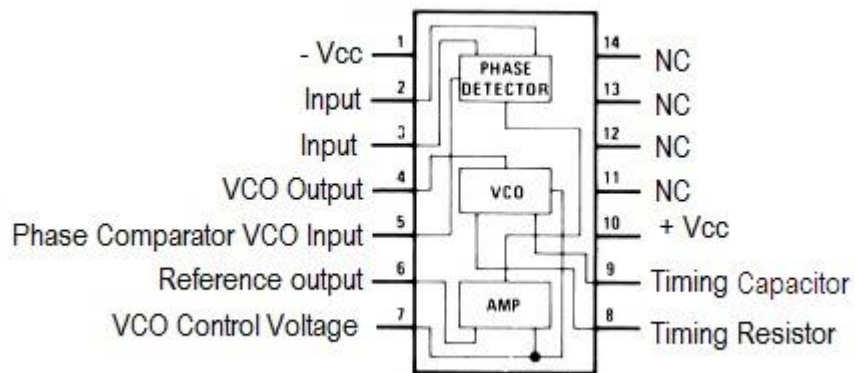 1
- Vcc
2
Input
3
Input
4
VCO Output
5
Phase Comparator VCO Input
6
Reference output
7
VCO Control Voltage
PHASE
DETECTOR
VCO
AMP
14
NC
13
NC
12
NC
11
NC
10
+ Vcc
9
Timing Capacitor
8
Timing Resistor